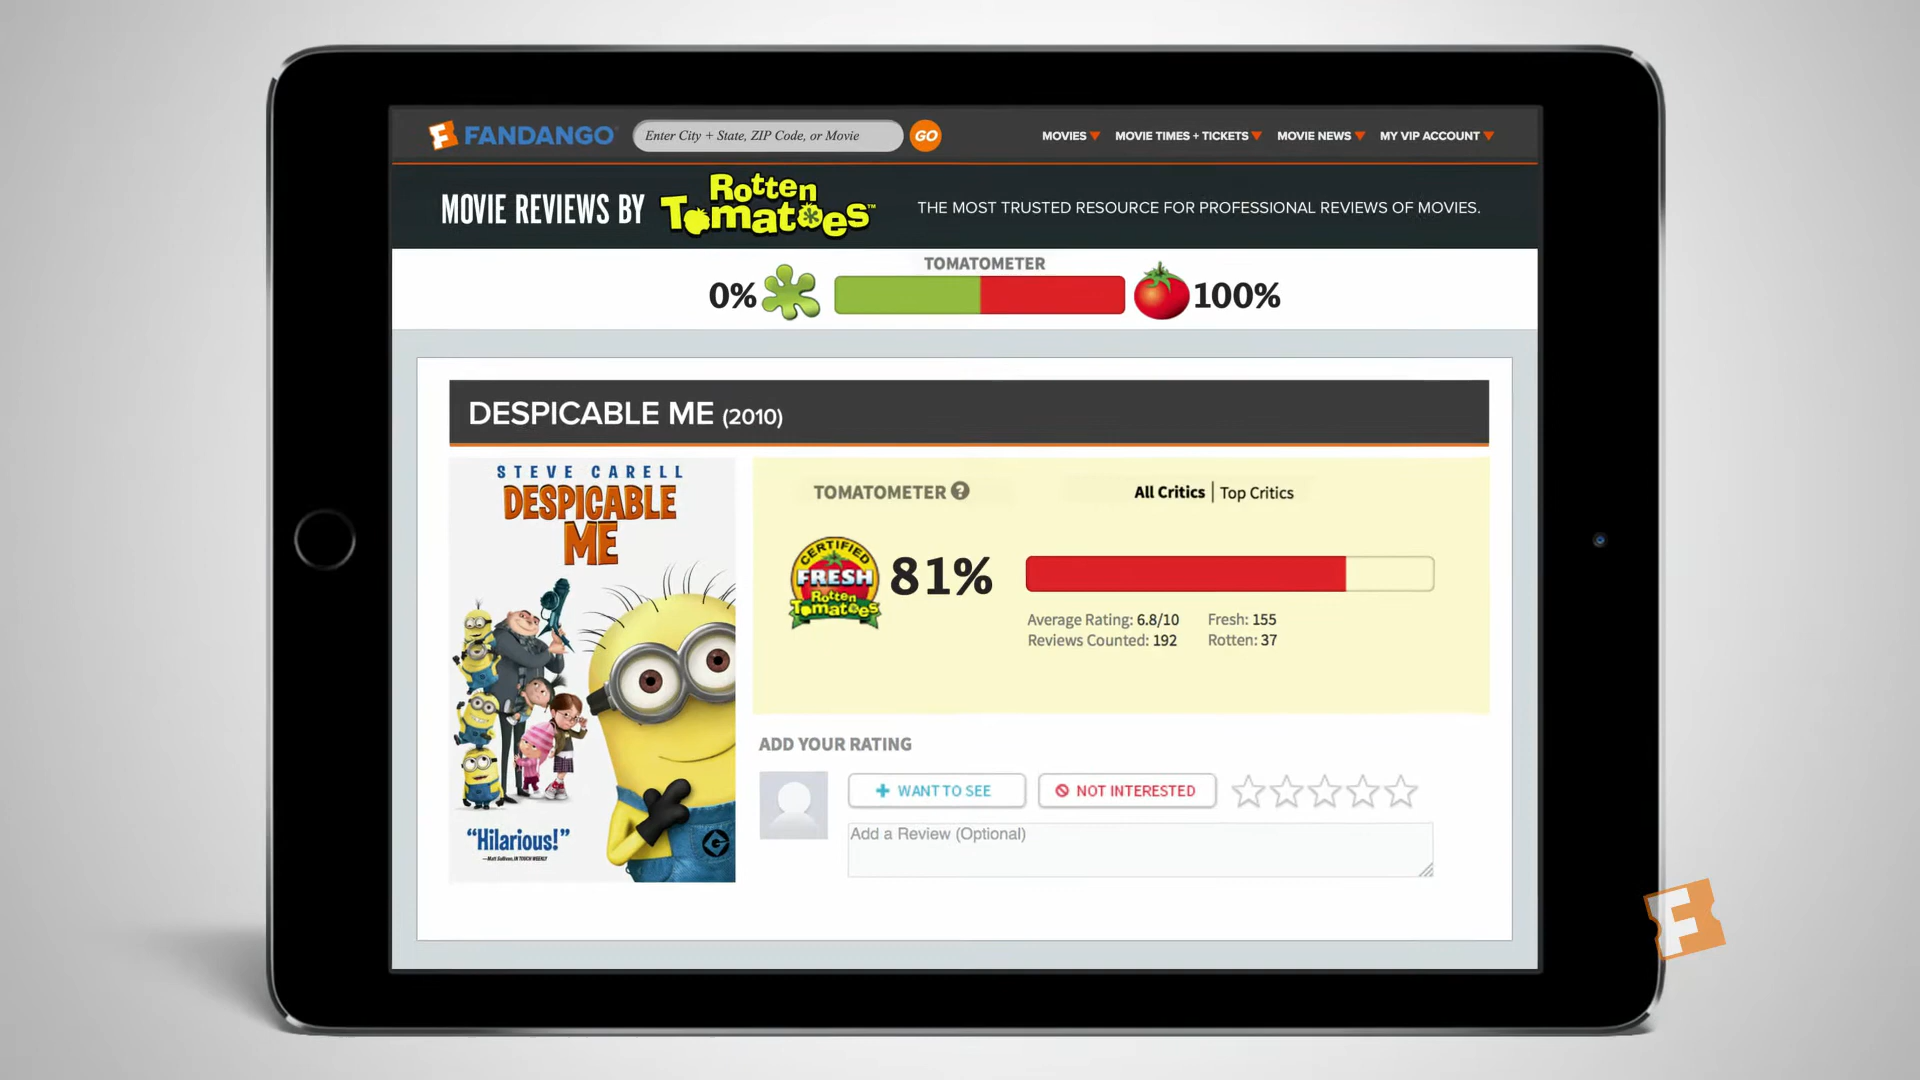 FANDANGO
Enter City + State, ZIP Code, or Movie
GO
MOVIES
MOVIE TIMES + TICKETS
MOVIE NEWS
MY VIP ACCOUNT
MOVIE REVIEWS BY
Rotten
Tomatoes™
THE MOST TRUSTED RESOURCE FOR PROFESSIONAL REVIEWS OF MOVIES.
TOMATOMETER
0%
100%
DESPICABLE ME (2010)
STEVE CARELL
DESPICABLE
ME
"Hilarious!"
TOMATOMETER ?
All Critics | Top Critics
CERTIFIED
FRESH
Rotten
Tomatoes
81%
Average Rating: 6.8/10
Fresh: 155
Reviews Counted: 192
Rotten: 37
ADD YOUR RATING
+ WANT TO SEE
NOT INTERESTED
Add a Review (Optional)
F